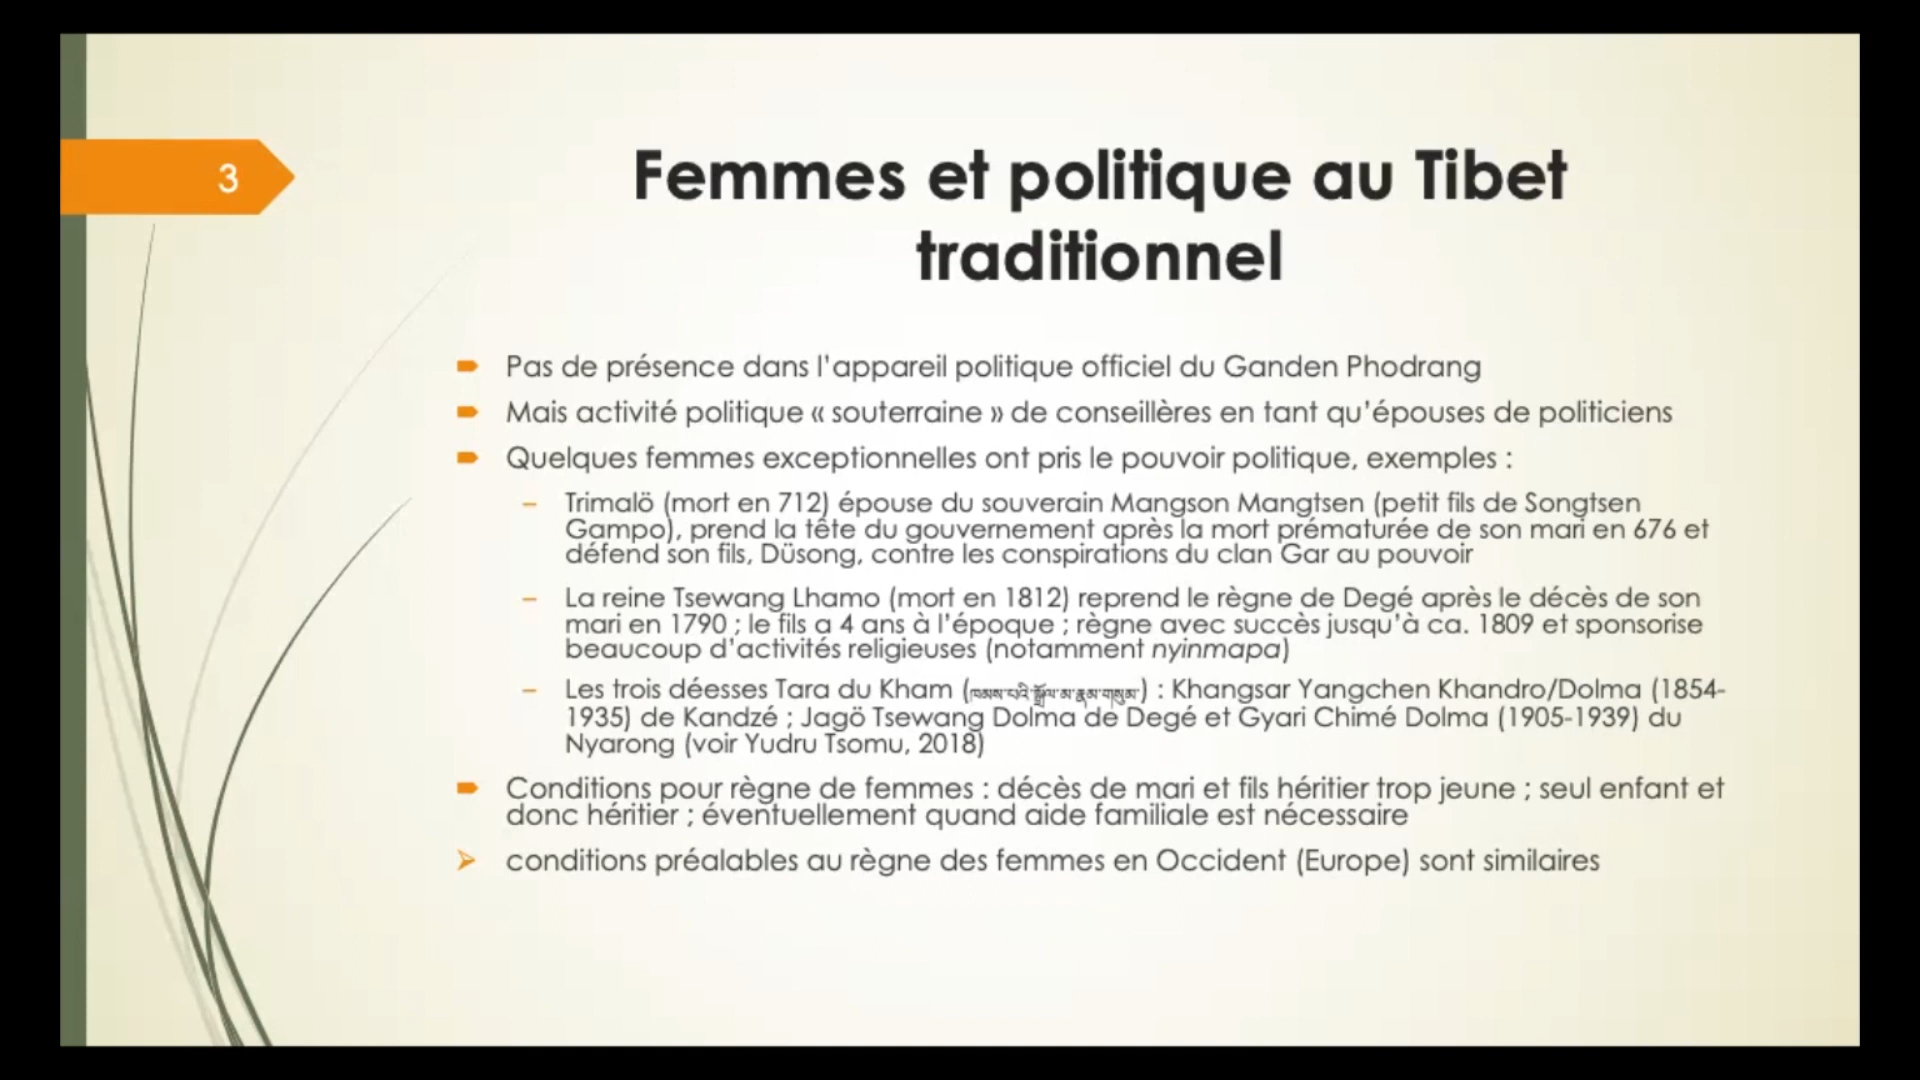 3
Femmes et politique au Tibet
traditionnel
Pas de présence dans l'appareil politique officiel du Ganden Phodrang
Mais activité politique « souterraine » de conseillères en tant qu'épouses de politiciens
Quelques femmes exceptionnelles ont pris le pouvoir politique, exemples :
– Trimalö (mort en 712) épouse du souverain Mangson Mangtsen (petit fils de Songtsen
Gampo), prend la tête du gouvernement après la mort prématurée de son mari en 676 et
défend son fils, Düsong, contre les conspirations du clan Gar au pouvoir
– La reine Tsewang Lhamo (mort en 1812) reprend le règne de Degé après le décès de son
mari en 1790 ; le fils a 4 ans à l'époque ; règne avec succès jusqu'à ca. 1809 et sponsorise
beaucoup d'activités religieuses (notamment nyinmapa)
– Les trois déesses Tara du Kham (ཁམས་པའི་སྒྲོལ་མ་རྣམ་གསུམ་) : Khangsar Yangchen Khandro/Dolma (1854-
1935) de Kandzé ; Jagö Tsewang Dolma de Degé et Gyari Chimé Dolma (1905-1939) du
Nyarong (voir Yudru Tsomu, 2018)
Conditions pour règne de femmes : décès de mari et fils héritier trop jeune ; seul enfant et
donc héritier ; éventuellement quand aide familiale est nécessaire
conditions préalables au règne des femmes en Occident (Europe) sont similaires